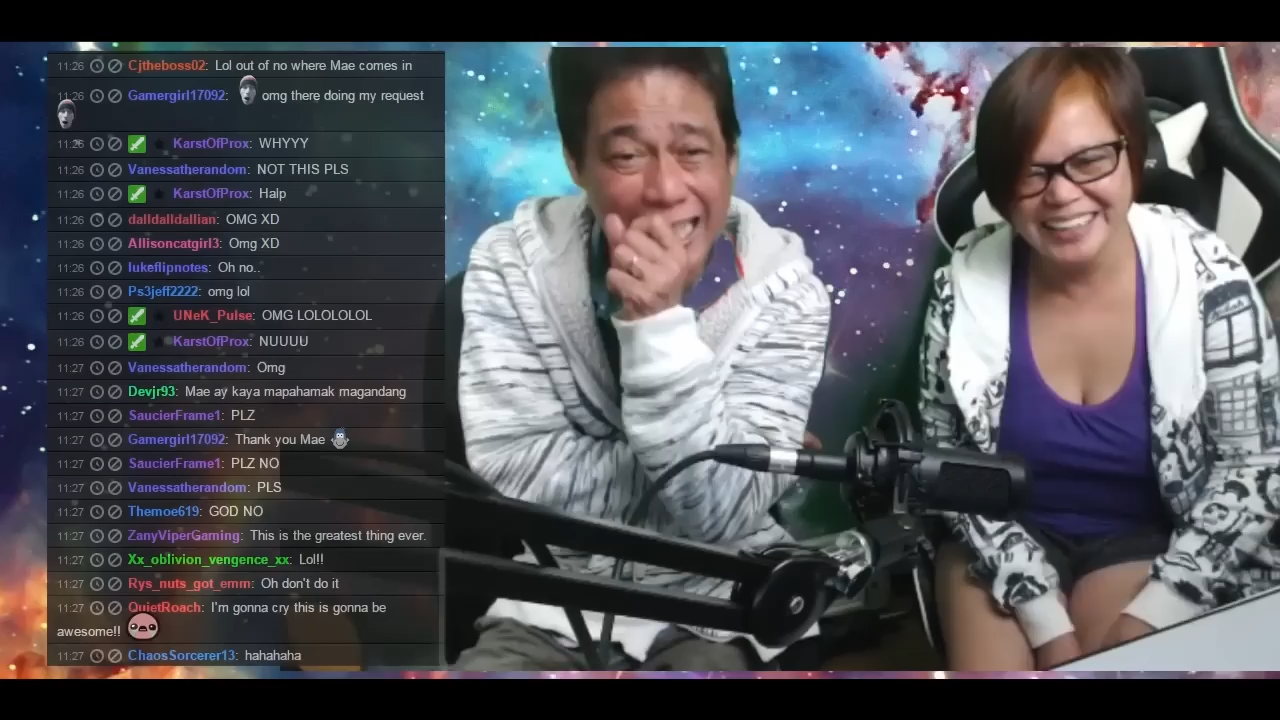 11:26 Cjtheboss02: Lol out of no where Mae comes in
11:26 Gamergirl17092: omg there doing my request
11:26 KarstOfProx: WHYYY
11:26 Vanessatherandom: NOT THIS PLS
11:26 KarstOfProx: Halp
11:26 dalldalldallian: OMG XD
11:26 Allisoncatgirl3: Omg XD
11:26 lukeflipnotes: Oh no..
11:26 Ps3jeff2222: omg lol
11:26 UNeK_Pulse: OMG LOLOLOLOL
11:26 KarstOfProx: NUUUU
11:27 Vanessatherandom: Omg
11:27 Devjr93: Mae ay kaya mapahamak magandang
11:27 SaucierFrame1: PLZ
11:27 Gamergirl17092: Thank you Mae
11:27 SaucierFrame1: PLZ NO
11:27 Vanessatherandom: PLS
11:27 Themoe619: GOD NO
11:27 ZanyViperGaming: This is the greatest thing ever.
11:27 Xx_oblivion_vengence_xx: Lol!!
11:27 Rys_nuts_got_emm: Oh don't do it
11:27 QuietRoach: I'm gonna cry this is gonna be
awesome!!
11:27 ChaosSorcerer13: hahahaha